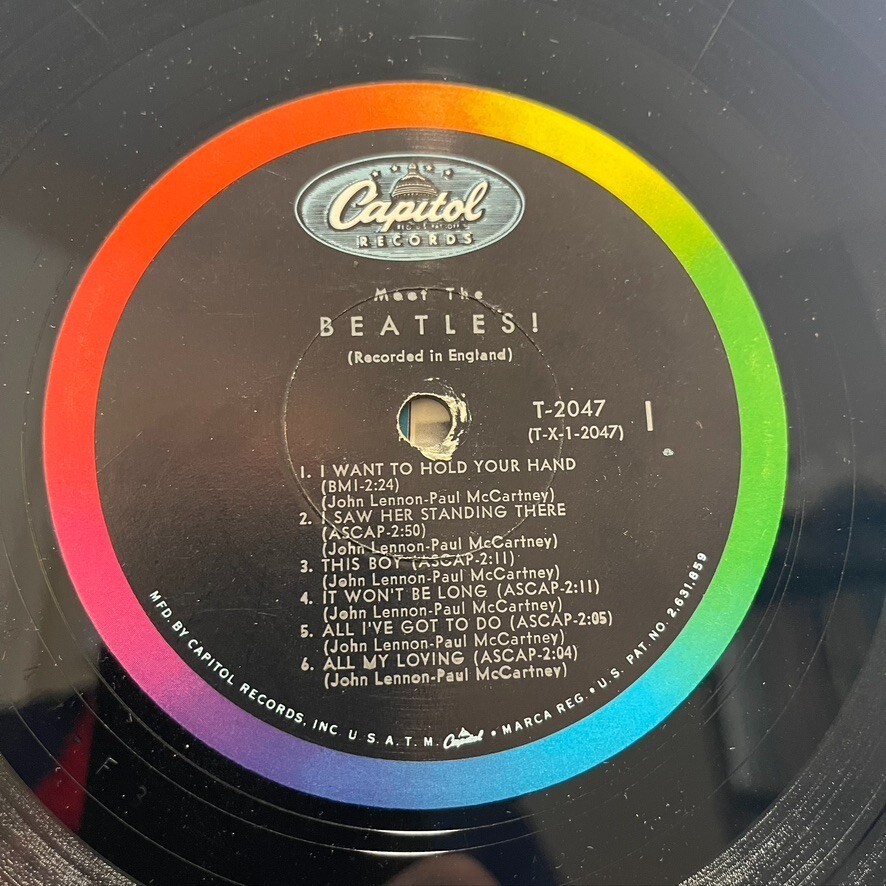 Capitol
REG. U.S. PAT. OFF.
RECORDS
Meet The
BEATLES!
(Recorded in England)
T-2047
(T-X-1-2047)
1
1. I WANT TO HOLD YOUR HAND
(BMI-2:24)
(John Lennon-Paul McCartney)
2. I SAW HER STANDING THERE
(ASCAP-2:50)
(John Lennon-Paul McCartney)
3. THIS BOY (ASCAP-2:11)
(John Lennon-Paul McCartney)
4. IT WON'T BE LONG (ASCAP-2:11)
(John Lennon-Paul McCartney)
5. ALL I'VE GOT TO DO (ASCAP-2:05)
(John Lennon-Paul McCartney)
6. ALL MY LOVING (ASCAP-2:04)
(John Lennon-Paul McCartney)
MFD BY CAPITOL RECORDS, INC. U.S.A. T.M. Capitol • MARCA REG. • U.S. PAT. NO. 2,631,859
F